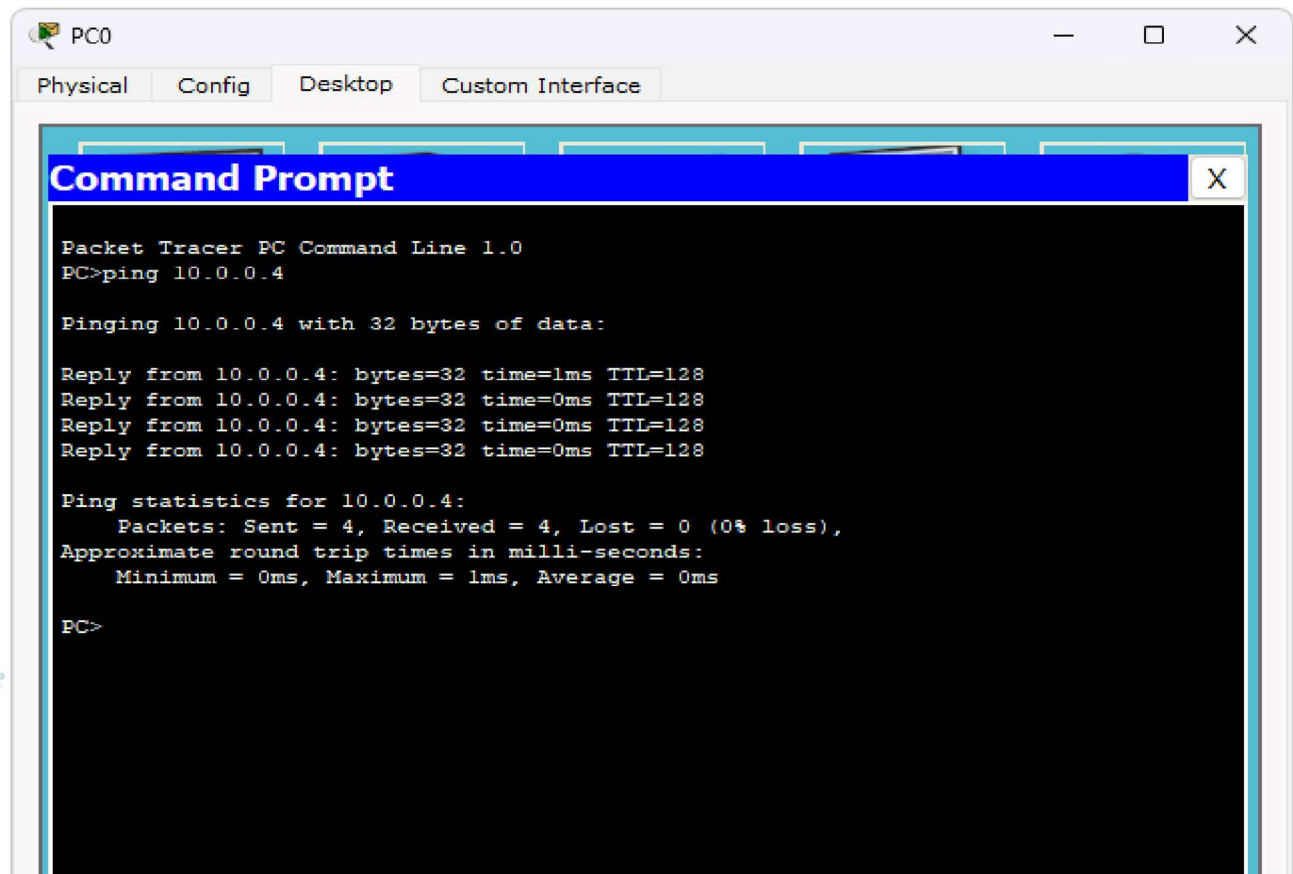 PC0
Physical Config Desktop Custom Interface
Command Prompt X
Packet Tracer PC Command Line 1.0
PC>ping 10.0.0.4
Pinging 10.0.0.4 with 32 bytes of data:
Reply from 10.0.0.4: bytes=32 time=1ms TTL=128
Reply from 10.0.0.4: bytes=32 time=0ms TTL=128
Reply from 10.0.0.4: bytes=32 time=0ms TTL=128
Reply from 10.0.0.4: bytes=32 time=0ms TTL=128
Ping statistics for 10.0.0.4:
Packets: Sent = 4, Received = 4, Lost = 0 (0% loss),
Approximate round trip times in milli-seconds:
Minimum = 0ms, Maximum = 1ms, Average = 0ms
PC>